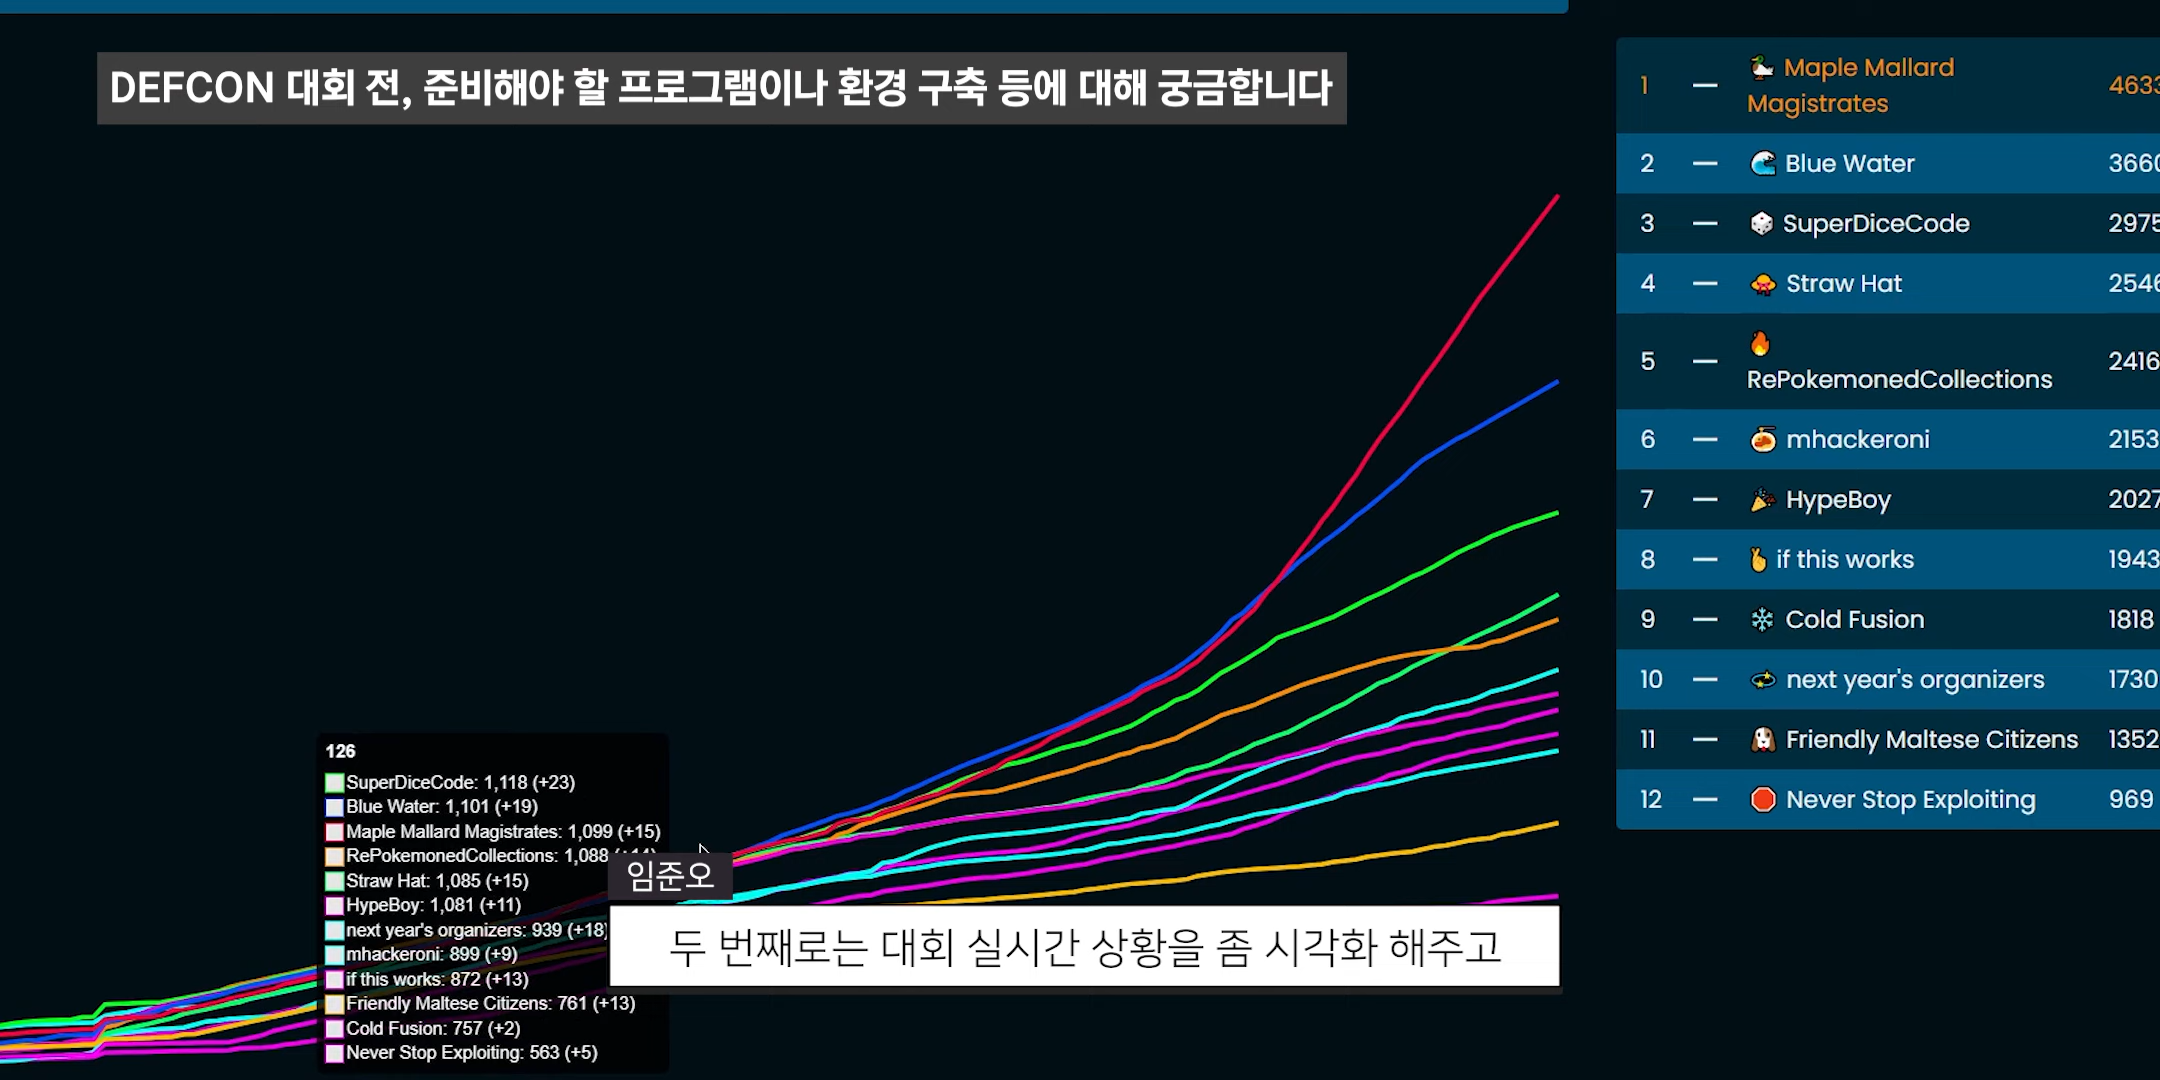 DEFCON 대회 전, 준비해야 할 프로그램이나 환경 구축 등에 대해 궁금합니다
1 — Maple Mallard
Magistrates
2 — Blue Water
3 — SuperDiceCode
4 — Straw Hat
5 — RePokemonedCollections
6 — mhackeroni
7 — HypeBoy
8 — if this works
9 — Cold Fusion 1818
10 — next year's organizers 1730
11 — Friendly Maltese Citizens 1352
12 — Never Stop Exploiting 969
126
SuperDiceCode: 1,118 (+23)
Blue Water: 1,101 (+19)
Maple Mallard Magistrates: 1,099 (+15)
RePokemonedCollections: 1,088
Straw Hat: 1,085 (+15)
HypeBoy: 1,081 (+11)
next year's organizers: 939 (+18)
mhackeroni: 899 (+9)
if this works: 872 (+13)
Friendly Maltese Citizens: 761 (+13)
Cold Fusion: 757 (+2)
Never Stop Exploiting: 563 (+5)
임준오
두 번째로는 대회 실시간 상황을 좀 시각화 해주고